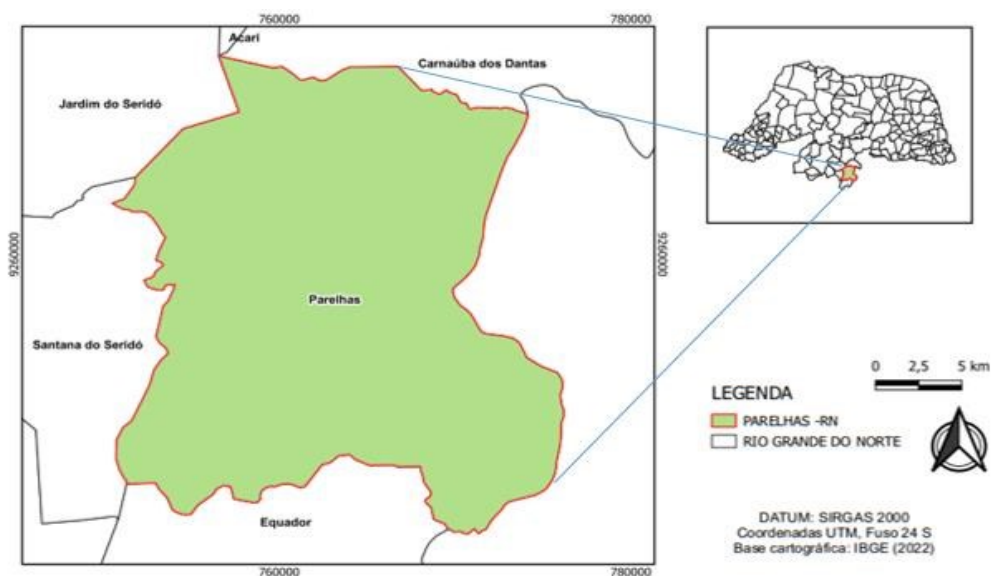 760000
780000
Acari
Carnaúba dos Dantas
Jardim do Seridó
9260000
9260000
Parelhas
Santana do Seridó
Equador
760000
780000
0 2,5 5 km
LEGENDA
PARELHAS -RN
RIO GRANDE DO NORTE
DATUM: SIRGAS 2000
Coordenadas UTM, Fuso 24 S
Base cartográfica: IBGE (2022)